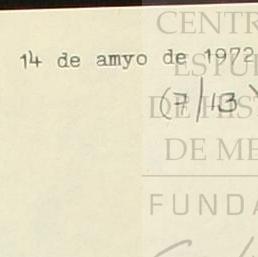 CENTR
14 de amyo de 1972
ESTU
(7/13)
DE HIS
DE ME
FUNDA